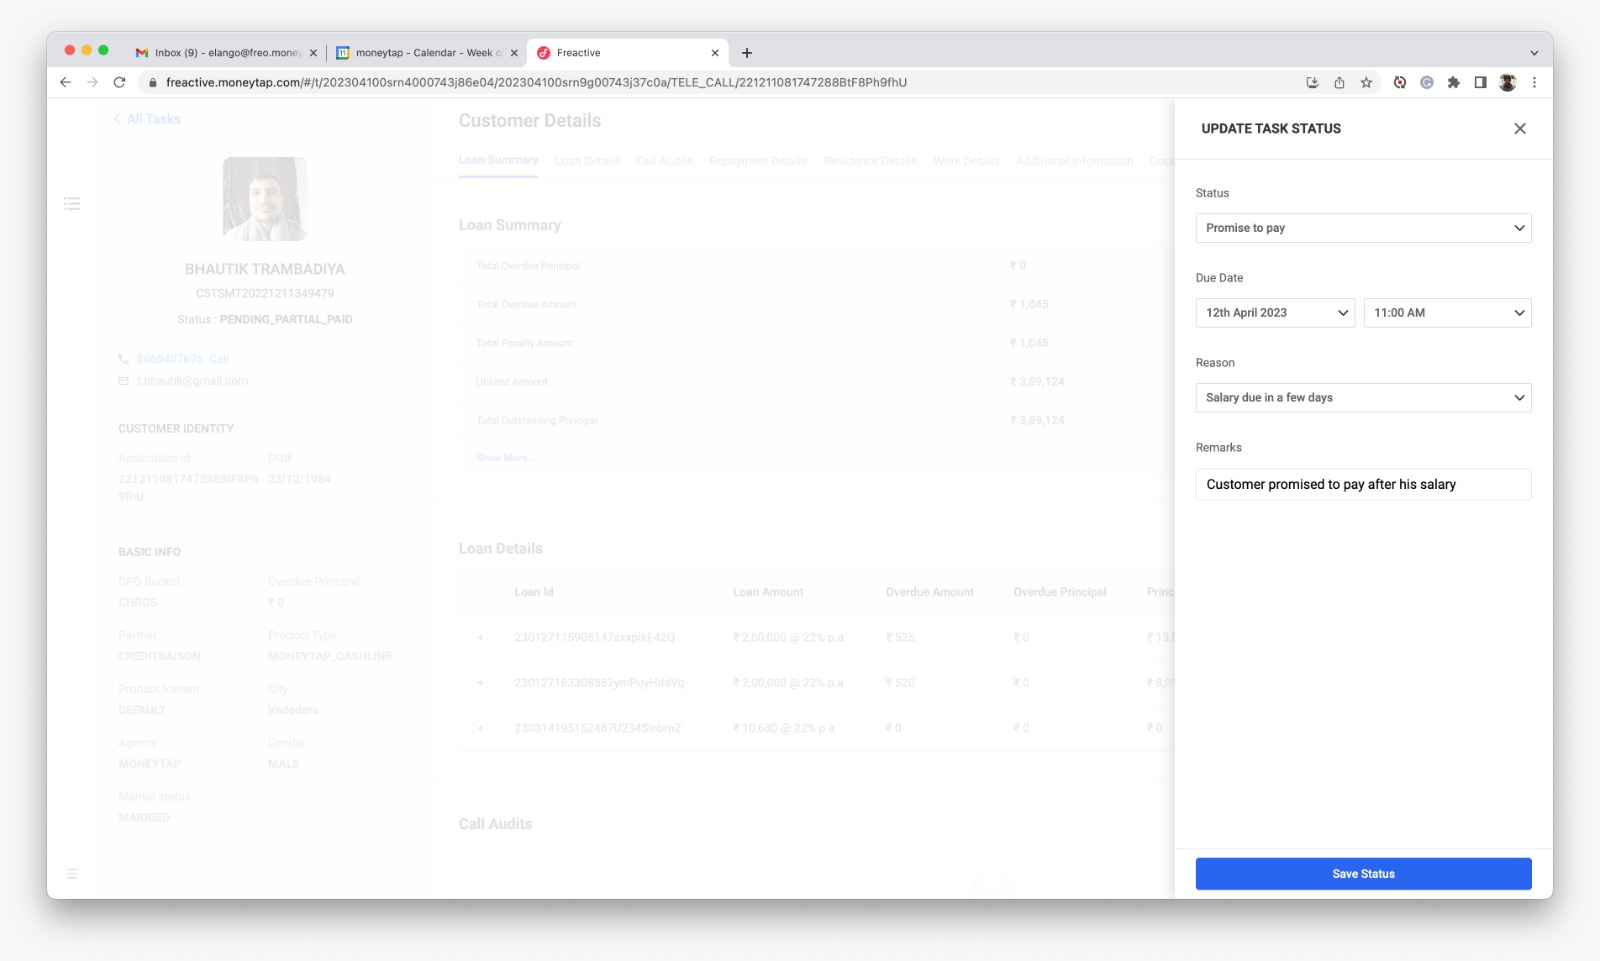 Inbox (9) - elango@freo.money
moneytap - Calendar - Week o
Freactive
freactive.moneytap.com/#/t/202304100srn4000743j86e04/202304100srn9g00743j37c0a/TELE_CALL/221211081747288BtF8Ph9fhU
All Tasks
BHAUTIK TRAMBADIYA
CSTSMT20221211349479
Status : PENDING_PARTIAL_PAID
8660407695 Call
t.bhautik@gmail.com
CUSTOMER IDENTITY
Application Id DOB
221211081747288BtF8Ph 23/12/1984
9fhU
BASIC INFO
DPD Bucket Overdue Principal
CHRGS ₹ 0
Partner Product Type
CREDITSAISON MONEYTAP_CASHLINE
Product Variant City
DEFAULT Vadodara
Agency Gender
MONEYTAP MALE
Marital status
MARRIED
Customer Details
Loan Summary Loan Details Call Audits Repayment Details Residence Details Work Details Additional Information Docu
Loan Summary
Total Overdue Principal ₹ 0
Total Overdue Amount ₹ 1,045
Total Penalty Amount ₹ 1,045
Utilized Amount ₹ 3,89,124
Total Outstanding Principal ₹ 3,89,124
Show More...
Loan Details
Loan Id Loan Amount Overdue Amount Overdue Principal Princ
+ 230127115905147sxxpIkF42Q ₹ 2,00,000 @ 22% p.a ₹ 525 ₹ 0 ₹ 13,5
+ 230127163308582ymPuyHdaVq ₹ 2,00,000 @ 22% p.a ₹ 520 ₹ 0 ₹ 8,01
+ 230314195152487U234SlnbmZ ₹ 10,680 @ 22% p.a ₹ 0 ₹ 0 ₹ 0
Call Audits
UPDATE TASK STATUS
Status
Promise to pay
Due Date
12th April 2023 11:00 AM
Reason
Salary due in a few days
Remarks
Customer promised to pay after his salary
Save Status